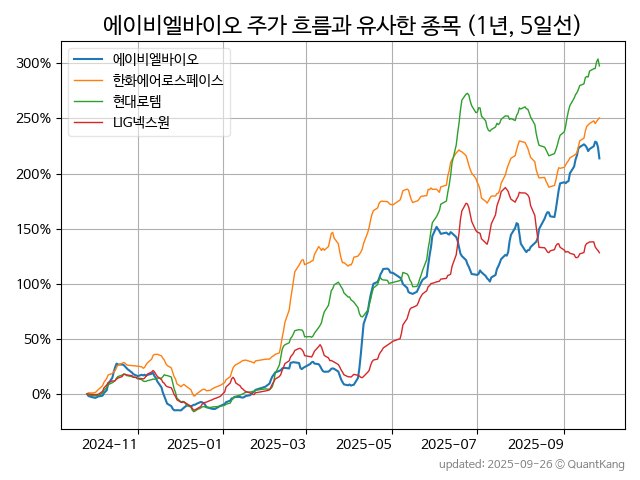 에이비엘바이오 주가 흐름과 유사한 종목 (1년, 5일선)
에이비엘바이오
한화에어로스페이스
현대로템
LIG넥스원
300%
250%
200%
150%
100%
50%
0%
2024-11 2025-01 2025-03 2025-05 2025-07 2025-09
updated: 2025-09-26 © QuantKang